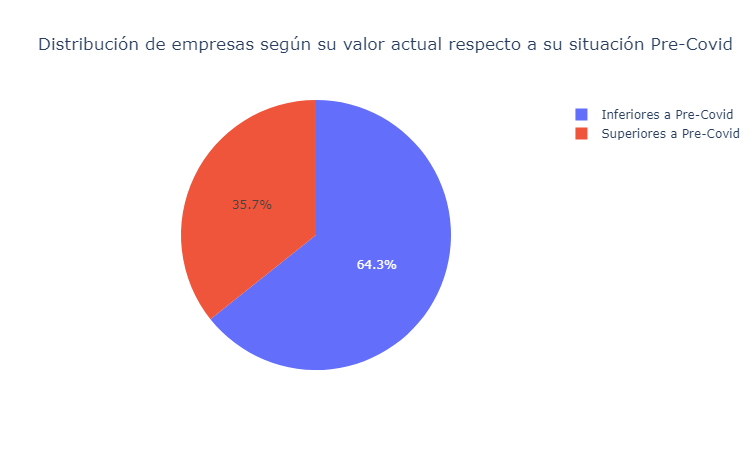 Distribución de empresas según su valor actual respecto a su situación Pre-Covid
Inferiores a Pre-Covid
Superiores a Pre-Covid
35.7%
64.3%